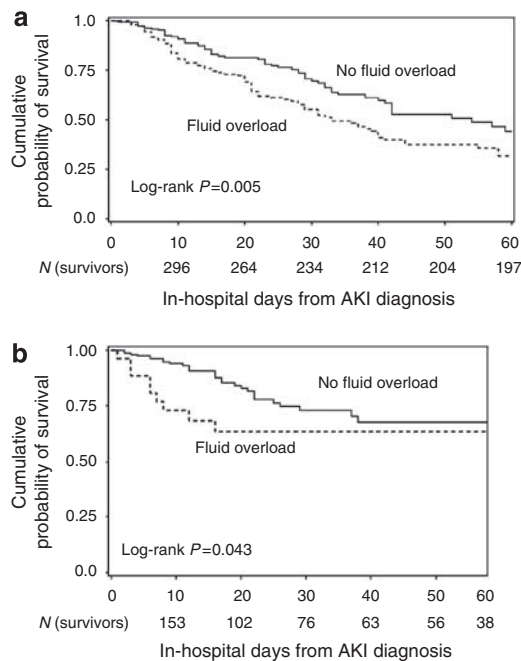 a
1.00
No fluid overload
0.75
Cumulative
probability of survival
0.50
Fluid overload
0.25
Log-rank P=0.005
0.0
0 10 20 30 40 50 60
N (survivors) 296 264 234 212 204 197
In-hospital days from AKI diagnosis
b
1.00
No fluid overload
0.75
Cumulative
probability of survival
0.50
Fluid overload
0.25
Log-rank P=0.043
0.0
0 10 20 30 40 50 60
N (survivors) 153 102 76 63 56 38
In-hospital days from AKI diagnosis